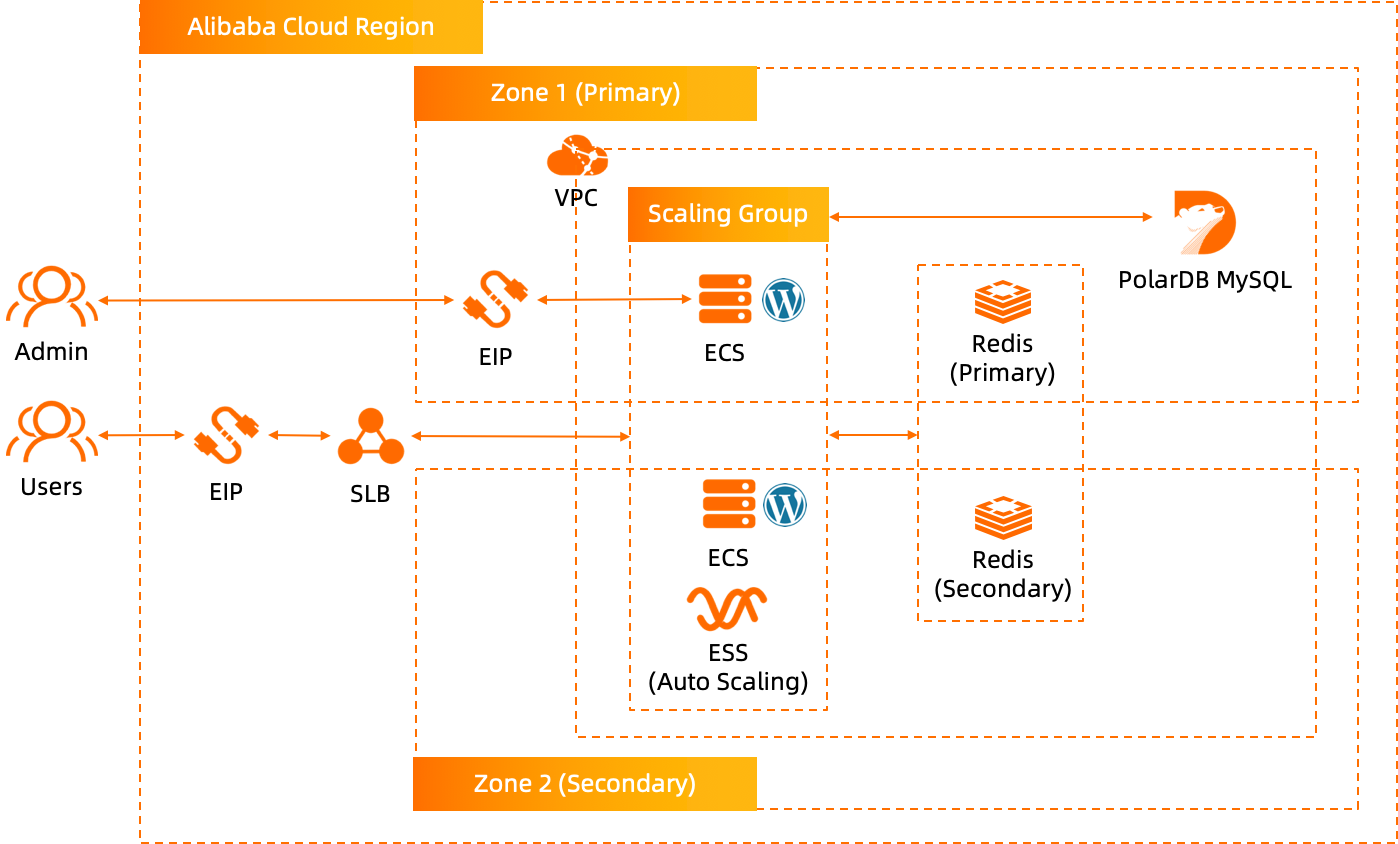 Alibaba Cloud Region
Zone 1 (Primary)
VPC
Scaling Group
PolarDB MySQL
Admin
EIP
ECS
Redis
(Primary)
Users
EIP
SLB
ECS
Redis
(Secondary)
ESS
(Auto Scaling)
Zone 2 (Secondary)